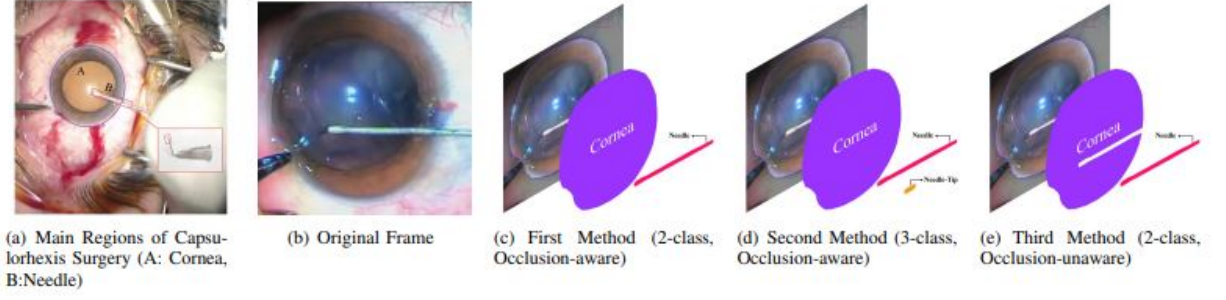 A
B
Cornea
Needle
Cornea
Needle
Needle-Tip
Cornea
Needle
(a) Main Regions of Capsu-
lorhexis Surgery (A: Cornea,
B:Needle)
(b) Original Frame
(c) First Method (2-class,
Occlusion-aware)
(d) Second Method (3-class,
Occlusion-aware)
(e) Third Method (2-class,
Occlusion-unaware)